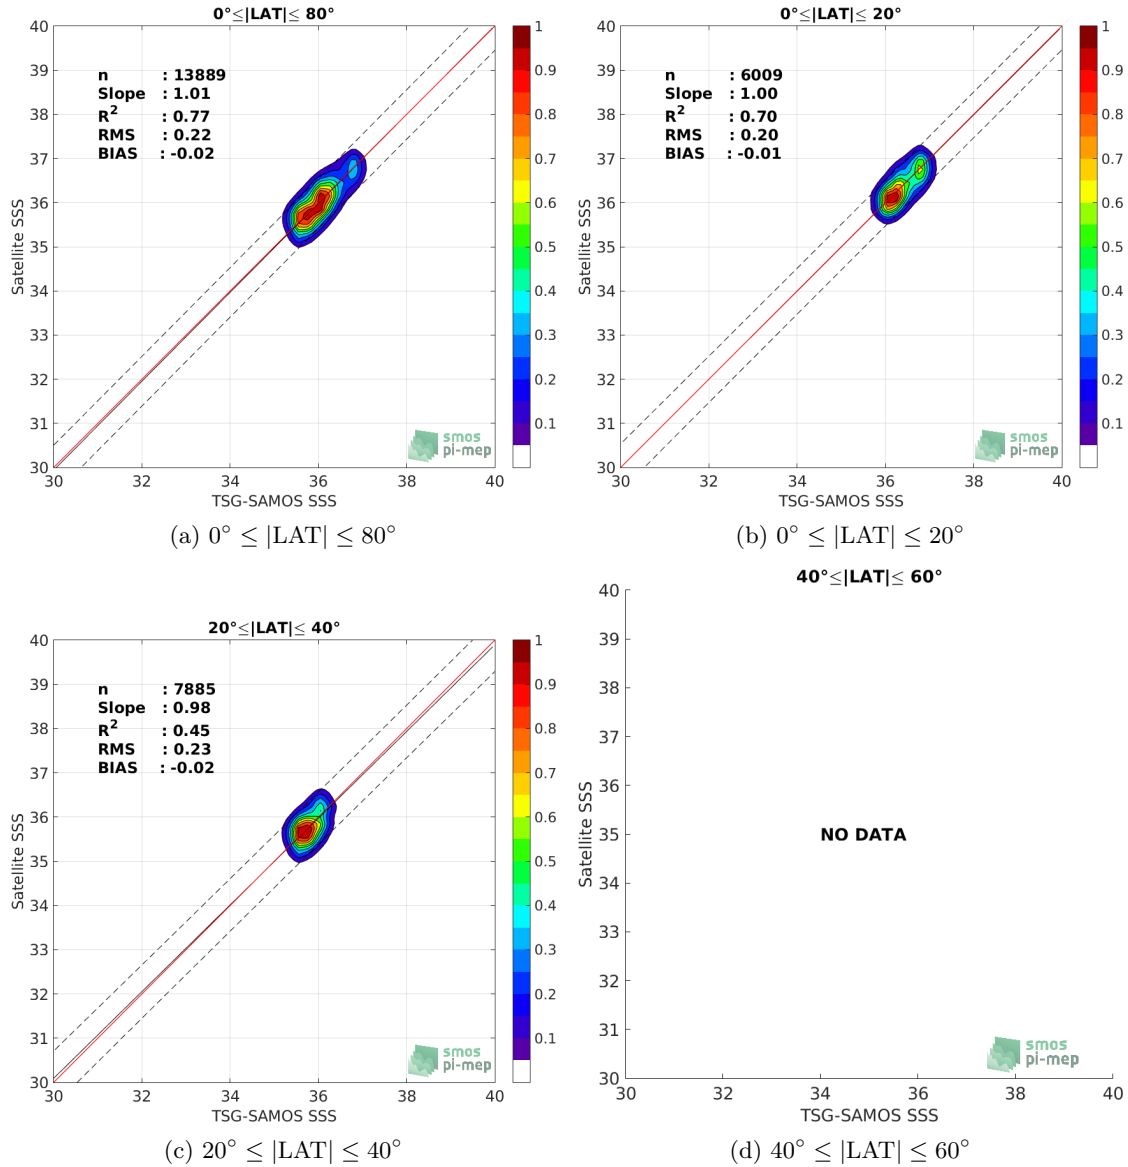 0°≤|LAT|≤ 80°
40
39
38
37
36
35
34
33
32
31
30
Satellite SSS
n : 13889
Slope : 1.01
R2 : 0.77
RMS : 0.22
BIAS : -0.02
smos
pi-mep
30 32 34 36 38 40
TSG-SAMOS SSS
1
0.9
0.8
0.7
0.6
0.5
0.4
0.3
0.2
0.1
(a) 0° ≤ |LAT| ≤ 80°
0°≤|LAT|≤ 20°
40
39
38
37
36
35
34
33
32
31
30
Satellite SSS
n : 6009
Slope : 1.00
R2 : 0.70
RMS : 0.20
BIAS : -0.01
smos
pi-mep
30 32 34 36 38 40
TSG-SAMOS SSS
1
0.9
0.8
0.7
0.6
0.5
0.4
0.3
0.2
0.1
(b) 0° ≤ |LAT| ≤ 20°
20°≤|LAT|≤ 40°
40
39
38
37
36
35
34
33
32
31
30
Satellite SSS
n : 7885
Slope : 0.98
R2 : 0.45
RMS : 0.23
BIAS : -0.02
smos
pi-mep
30 32 34 36 38 40
TSG-SAMOS SSS
1
0.9
0.8
0.7
0.6
0.5
0.4
0.3
0.2
0.1
(c) 20° ≤ |LAT| ≤ 40°
40°≤|LAT|≤ 60°
40
39
38
37
36
35
34
33
32
31
30
Satellite SSS
NO DATA
smos
pi-mep
30 32 34 36 38 40
TSG-SAMOS SSS
(d) 40° ≤ |LAT| ≤ 60°